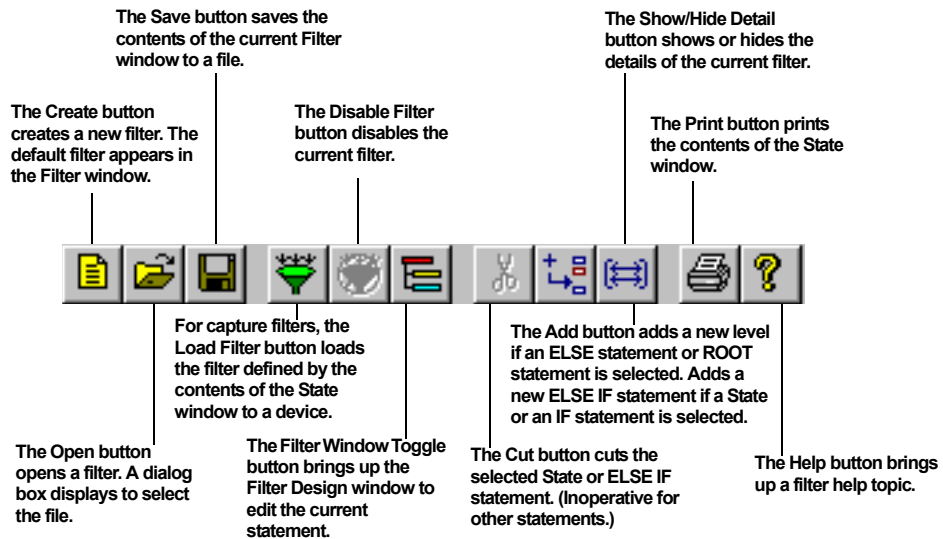 The Save button saves the
contents of the current Filter
window to a file.
The Show/Hide Detail
button shows or hides the
details of the current filter.
The Create button
creates a new filter. The
default filter appears in
the Filter window.
The Disable Filter
button disables the
current filter.
The Print button prints
the contents of the State
window.
For capture filters, the
Load Filter button loads
the filter defined by the
contents of the State
window to a device.
The Add button adds a new level
if an ELSE statement or ROOT
statement is selected. Adds a
new ELSE IF statement if a State
or an IF statement is selected.
The Open button
opens a filter. A dialog
box displays to select
the file.
The Filter Window Toggle
button brings up the
Filter Design window to
edit the current
statement.
The Cut button cuts the
selected State or ELSE IF
statement. (Inoperative for
other statements.)
The Help button brings
up a filter help topic.